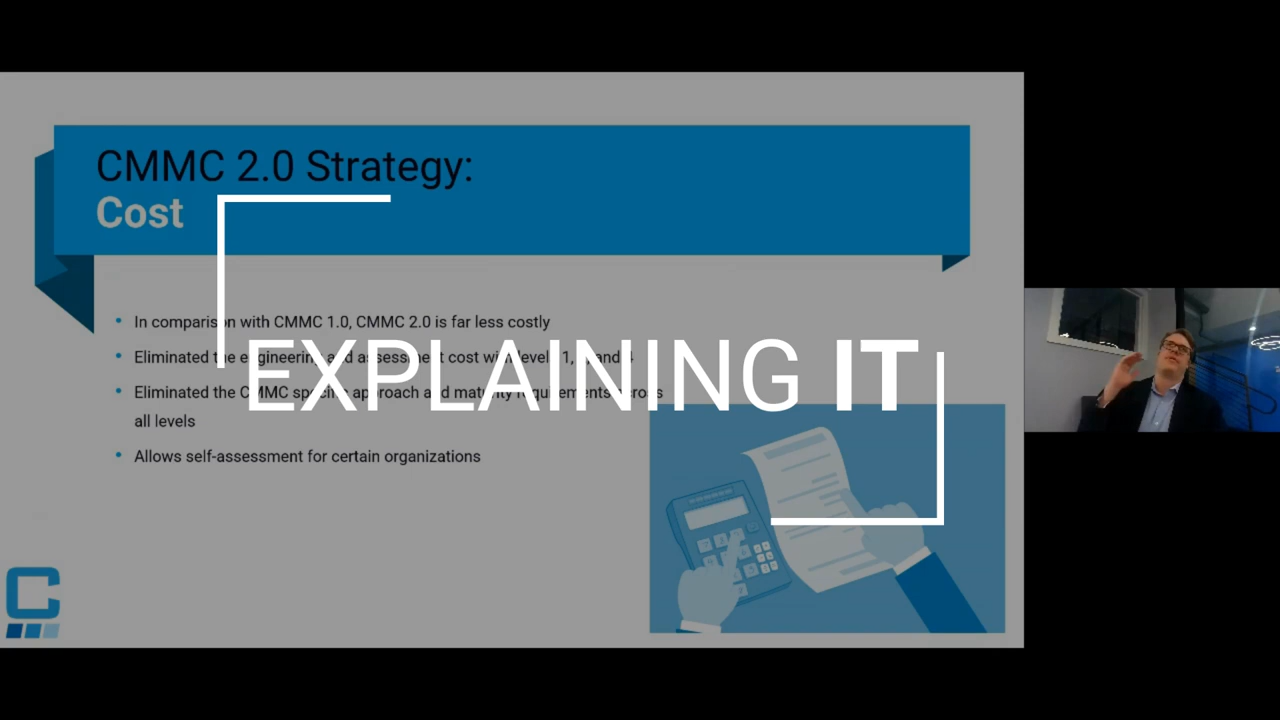 CMMC 2.0 Strategy:
Cost
In comparison with CMMC 1.0, CMMC 2.0 is far less costly
Eliminated the engineering and assessment cost with levels 1, and 4
Eliminated the CMMC specific approach and maturity requirements across
all levels
Allows self-assessment for certain organizations
EXPLAINING IT
C